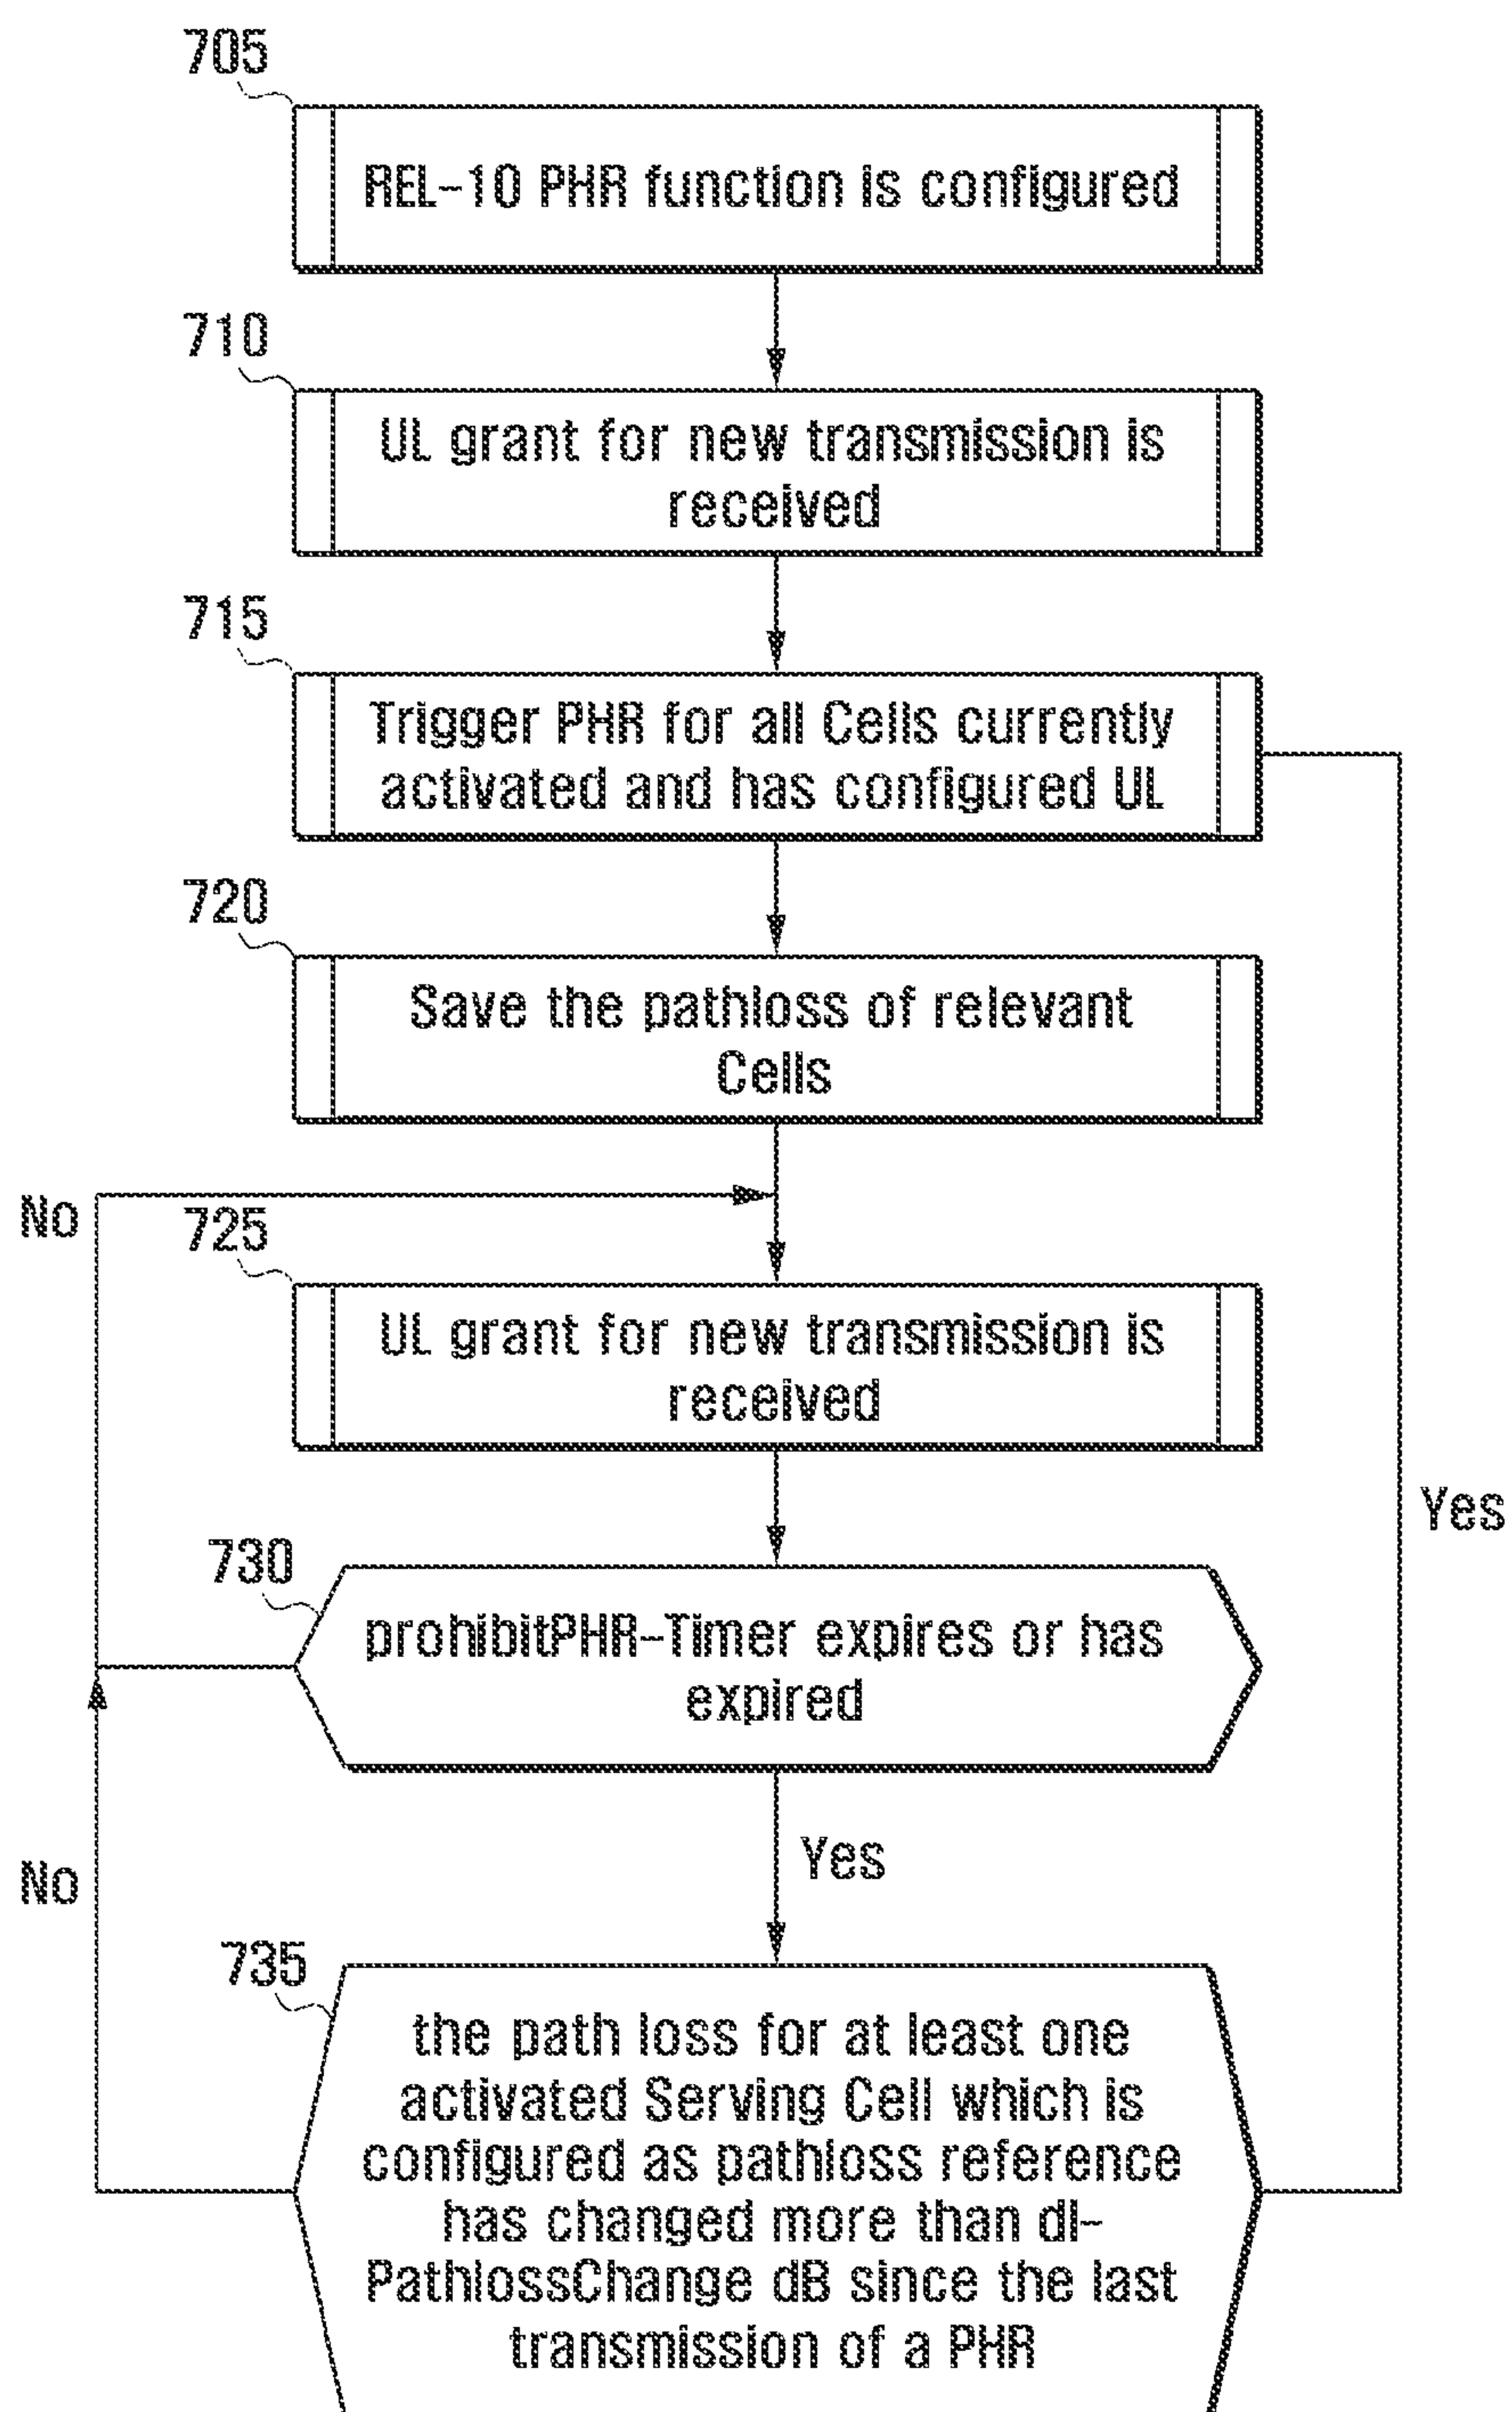 705
REL-10 PHR function is configured
710
UL grant for new transmission is
received
715
Trigger PHR for all Cells currently
activated and has configured UL
720
Save the pathloss of relevant
Cells
No
725
UL grant for new transmission is
received
Yes
730
prohibitPHR-Timer expires or has
expired
Yes
No
735
the path loss for at least one
activated Serving Cell which is
configured as pathloss reference
has changed more than dl-
PathlossChange dB since the last
transmission of a PHR